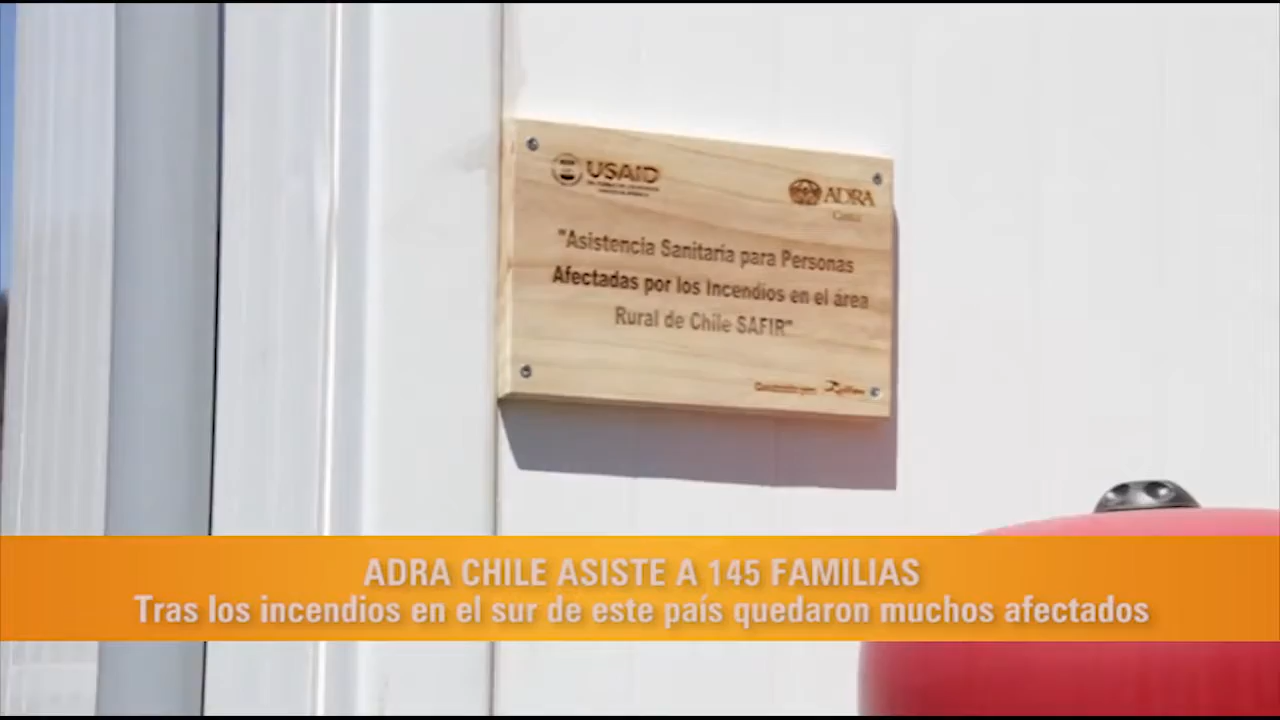 USAID
ADRA
"Asistencia Sanitaria para Personas
Afectadas por los Incendios en el área
Rural de Chile SAFIR"
ADRA CHILE ASISTE A 145 FAMILIAS
Tras los incendios en el sur de este país quedaron muchos afectados